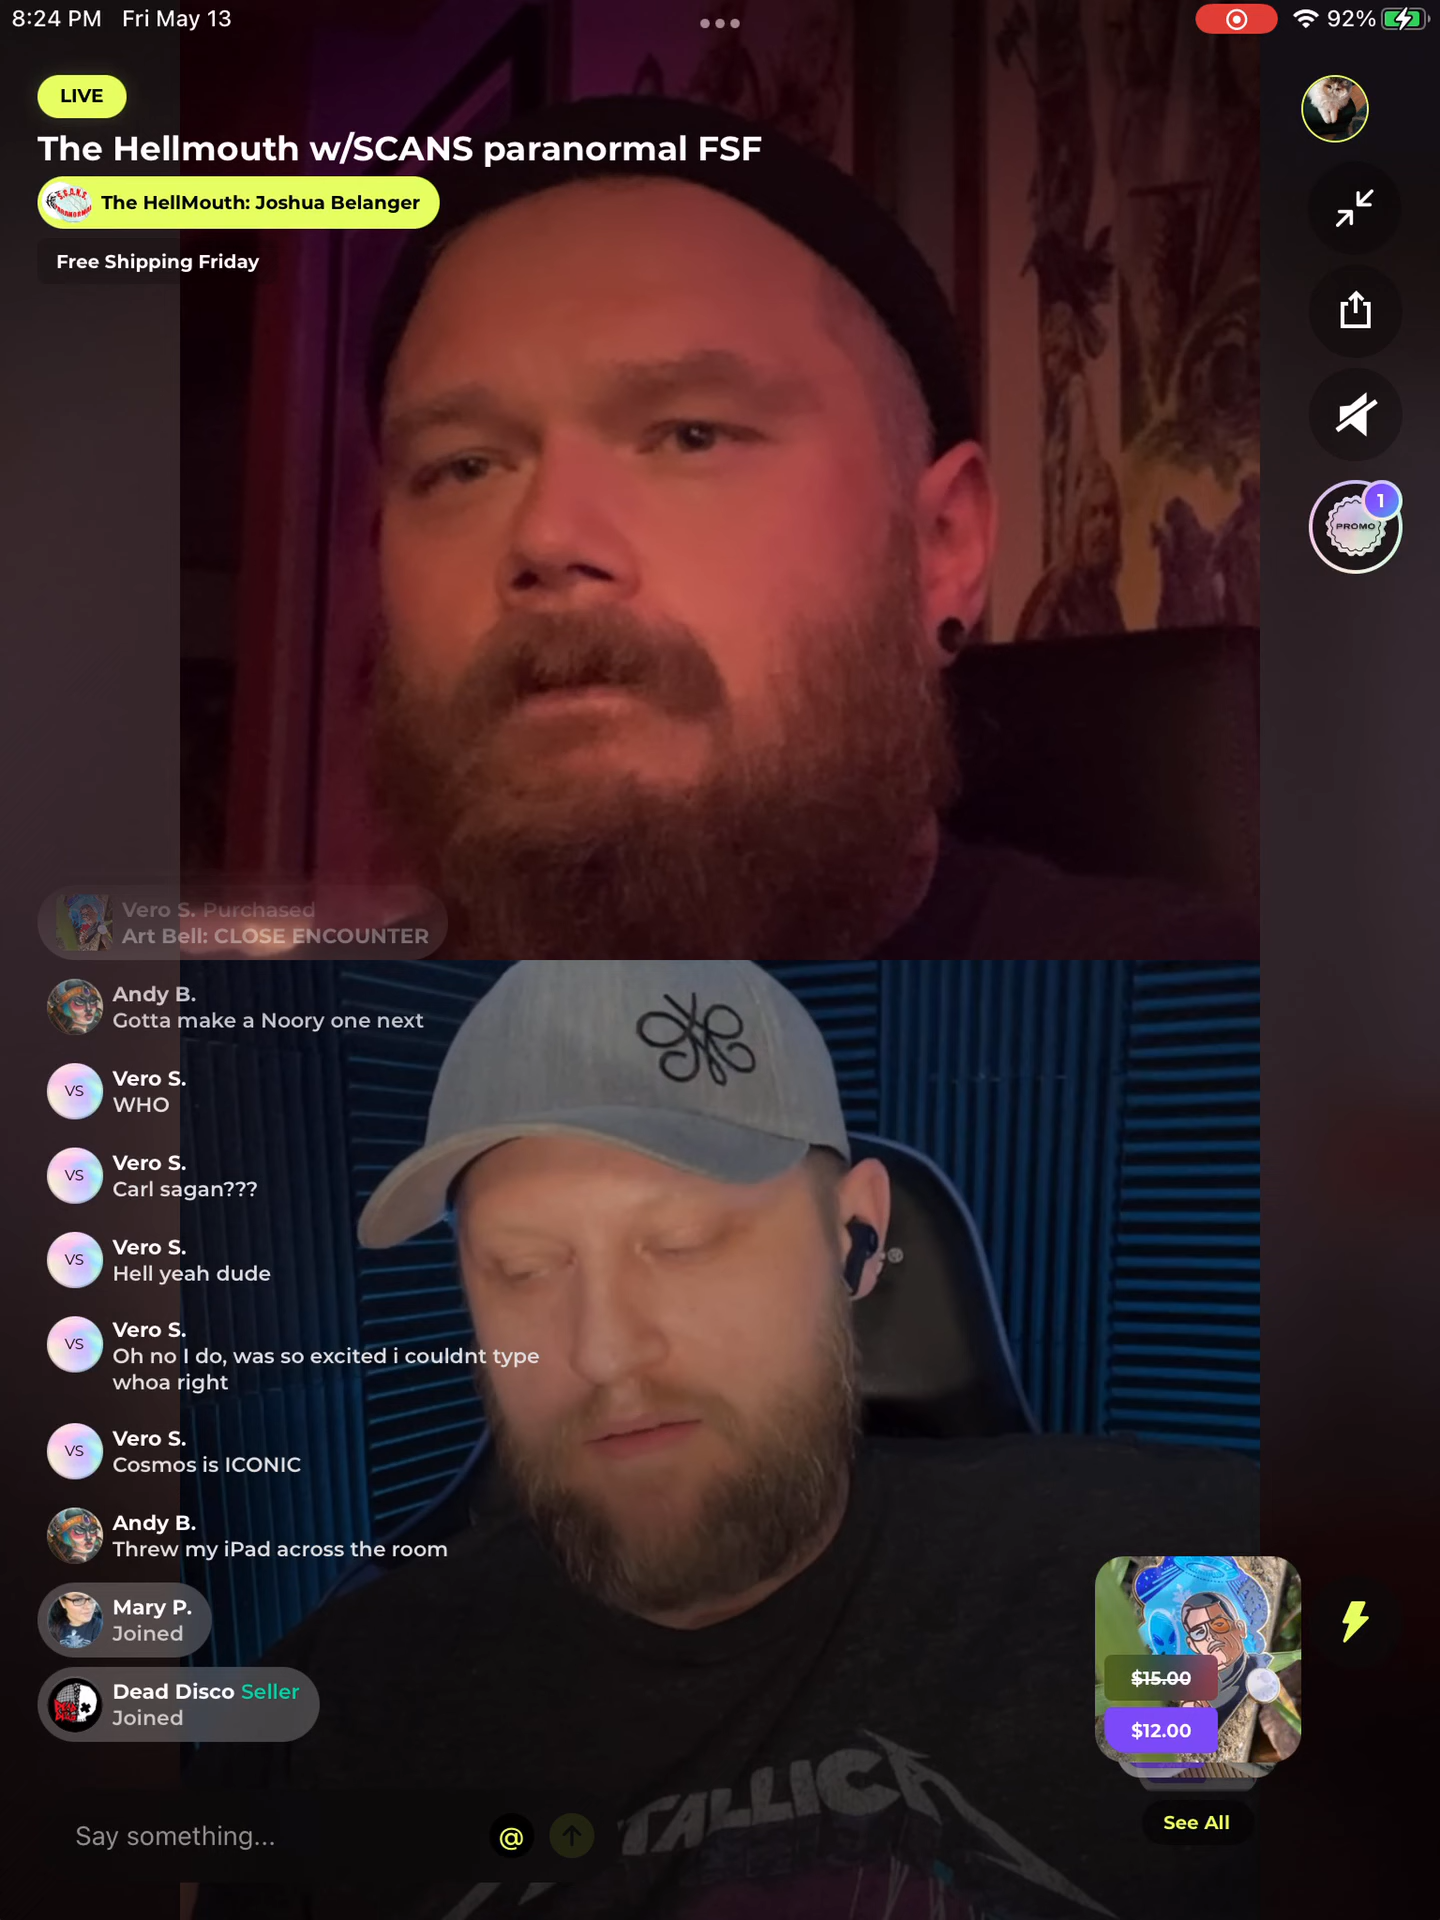 8:24 PM Fri May 13
92%
LIVE
The Hellmouth w/SCANS paranormal FSF
The HellMouth: Joshua Belanger
Free Shipping Friday
PROMO
1
Vero S. Purchased
Art Bell: CLOSE ENCOUNTER
Andy B.
Gotta make a Noory one next
VS
Vero S.
WHO
VS
Vero S.
Carl sagan???
VS
Vero S.
Hell yeah dude
VS
Vero S.
Oh no I do, was so excited i couldnt type
whoa right
VS
Vero S.
Cosmos is ICONIC
Andy B.
Threw my iPad across the room
Mary P.
Joined
Dead Disco Seller
Joined
$15.00
$12.00
See All
Say something...
@
TALLICA